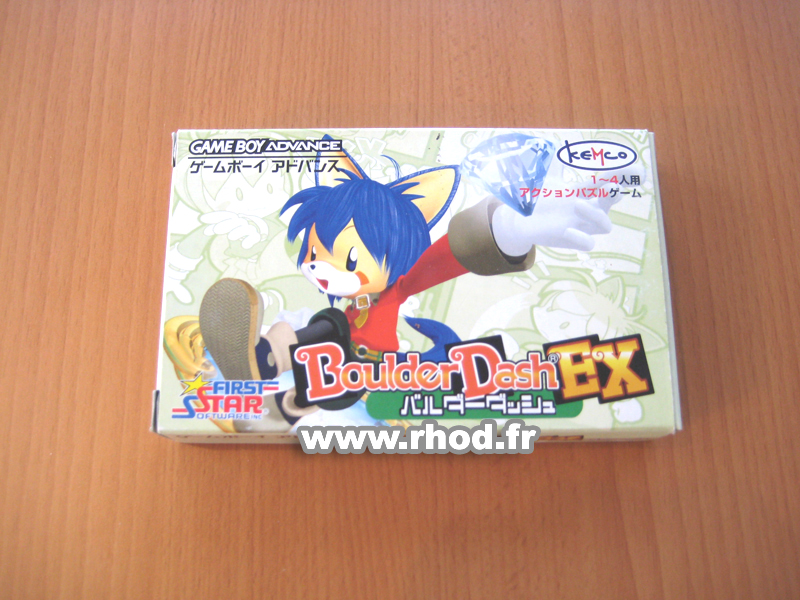 GAME BOY ADVANCE
ゲームボーイ アドバンス
KEMCO
1～4人用
アクションパズルゲーム
BoulderDash® EX
バルダーダッシュ
FIRST
STAR
SOFTWARE INC
www.rhod.fr